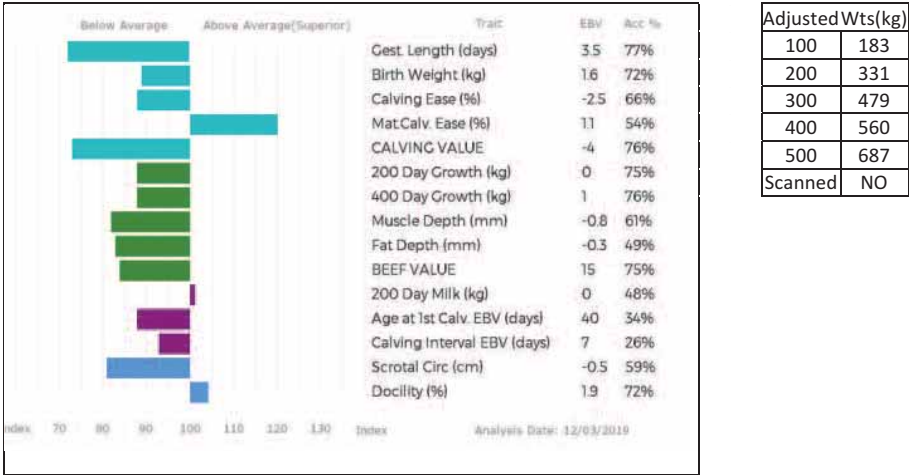 Below Average Above Average(Superior) Trait EBV Acc %
Gest. Length (days) 3.5 77%
Birth Weight (kg) 1.6 72%
Calving Ease (%) -2.5 66%
Mat.Calv. Ease (%) 1.1 54%
CALVING VALUE -4 76%
200 Day Growth (kg) 0 75%
400 Day Growth (kg) 1 76%
Muscle Depth (mm) -0.8 61%
Fat Depth (mm) -0.3 49%
BEEF VALUE 15 75%
200 Day Milk (kg) 0 48%
Age at 1st Calv. EBV (days) 40 34%
Calving Interval EBV (days) 7 26%
Scrotal Circ (cm) -0.5 59%
Docility (%) 1.9 72%
ndex 70 80 90 100 110 120 130 Index Analysis Date: 12/03/2019
Adjusted Wts(kg)
100 183
200 331
300 479
400 560
500 687
Scanned NO